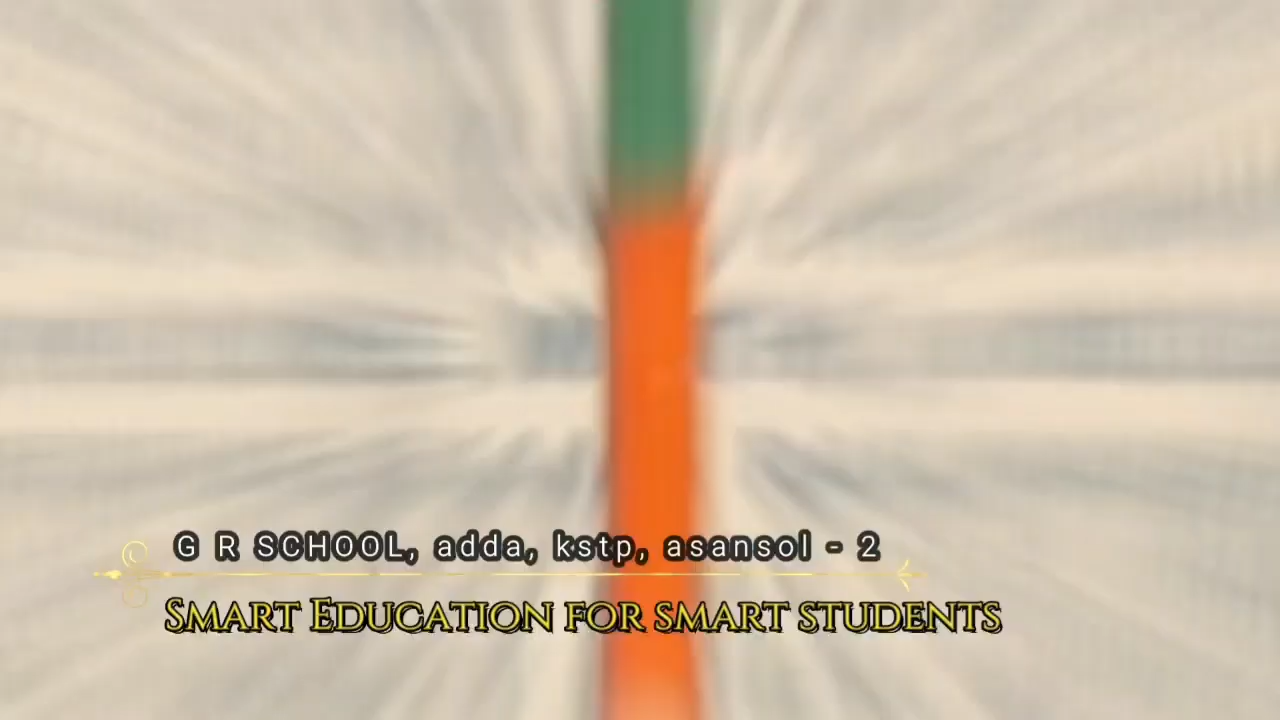 G R SCHOOL, adda, kstp, asansol - 2
SMART EDUCATION FOR SMART STUDENTS